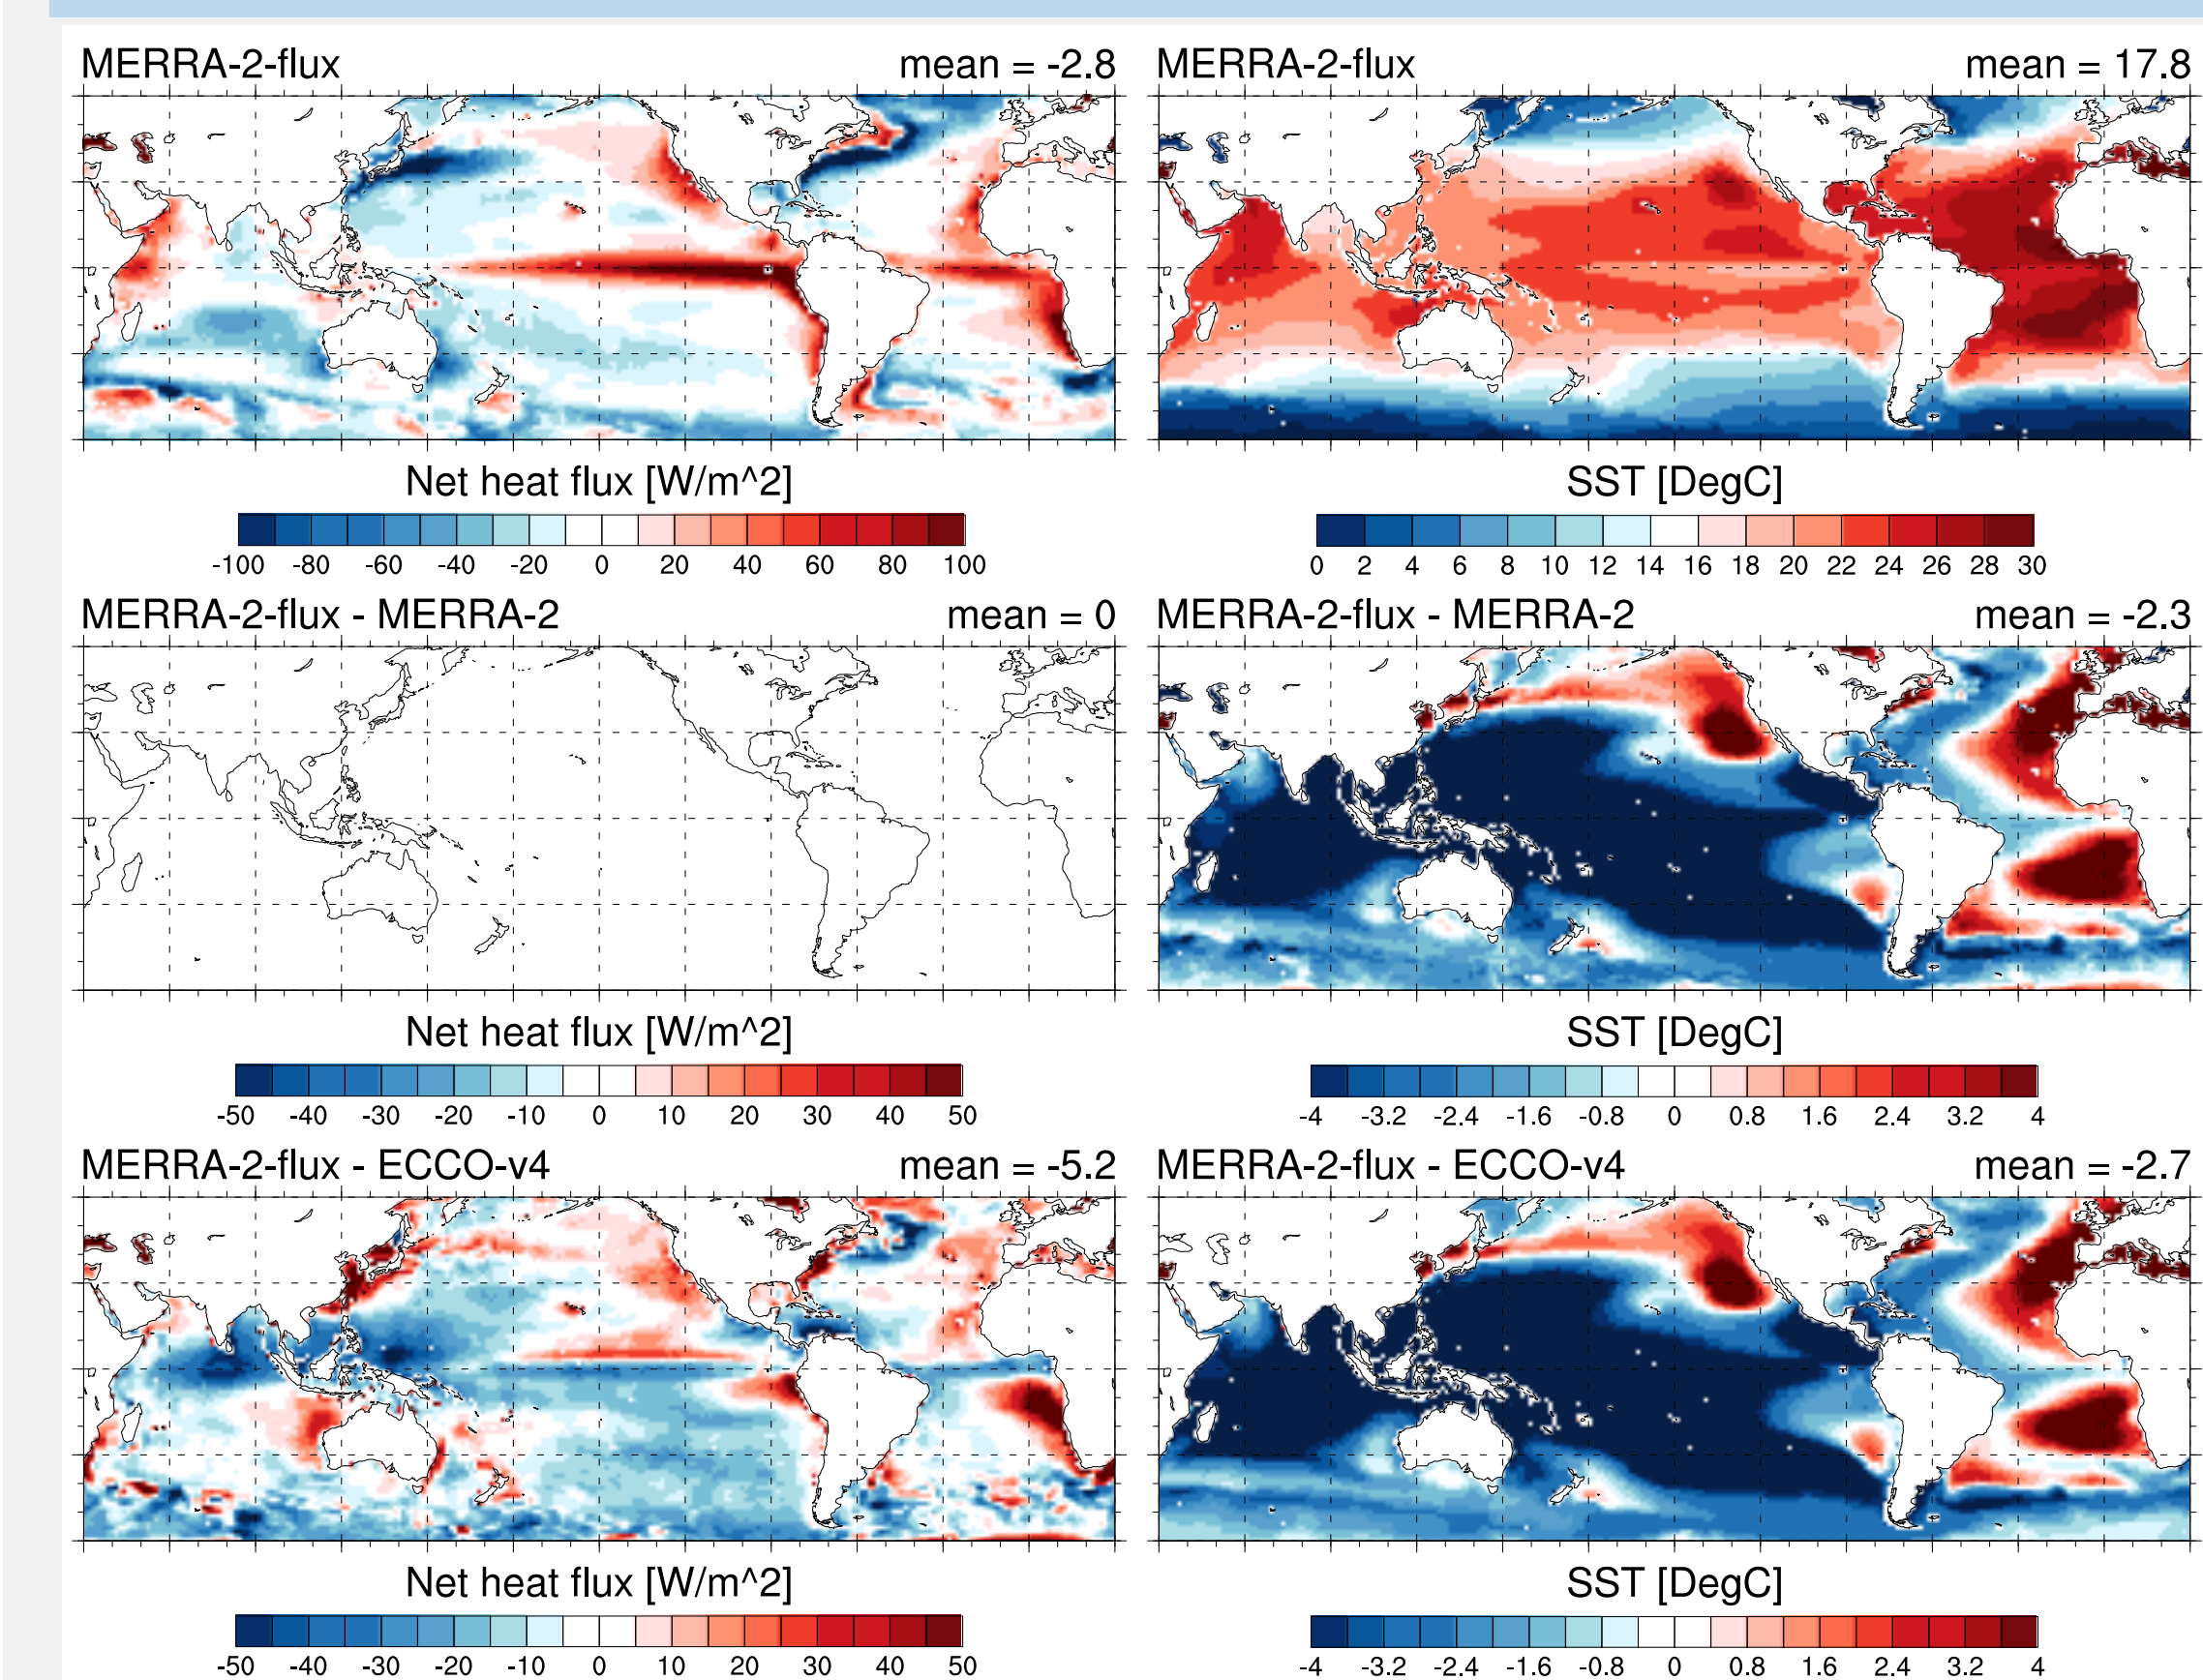 MERRA-2-flux mean = -2.8
Net heat flux [W/m^2]
-100 -80 -60 -40 -20 0 20 40 60 80 100
MERRA-2-flux mean = 17.8
SST [DegC]
0 2 4 6 8 10 12 14 16 18 20 22 24 26 28 30
MERRA-2-flux - MERRA-2 mean = 0
Net heat flux [W/m^2]
-50 -40 -30 -20 -10 0 10 20 30 40 50
MERRA-2-flux - MERRA-2 mean = -2.3
SST [DegC]
-4 -3.2 -2.4 -1.6 -0.8 0 0.8 1.6 2.4 3.2 4
MERRA-2-flux - ECCO-v4 mean = -5.2
Net heat flux [W/m^2]
-50 -40 -30 -20 -10 0 10 20 30 40 50
MERRA-2-flux - ECCO-v4 mean = -2.7
SST [DegC]
-4 -3.2 -2.4 -1.6 -0.8 0 0.8 1.6 2.4 3.2 4